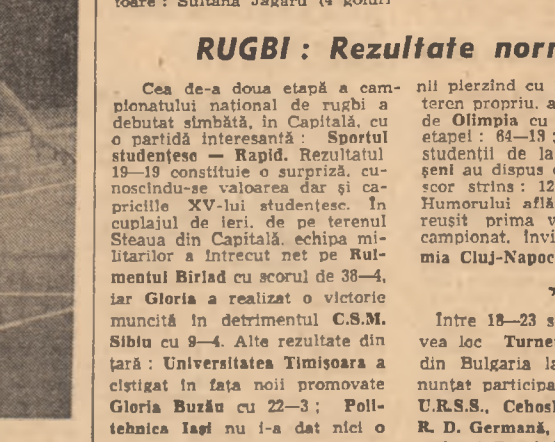 toare : Sultana Jagaru (4 goluri)
RUGBI : Rezultate norm
Cea de-a doua etapă a cam-
pionatului național de rugbi a
debutat sîmbătă, în Capitală, cu
o partidă interesantă : Sportul
studențesc — Rapid. Rezultatul
19—19 constituie o surpriză, cu-
noscîndu-se valoarea dar și ca-
priciile XV-lui studențesc. În
cuplajul de ieri, de pe terenul
Steaua din Capitală, echipa mi-
litarilor a întrecut net pe Rul-
mentul Bîrlad cu scorul de 38—4,
iar Gloria a realizat o victorie
muncită în detrimentul C.S.M.
Sibiu cu 9—4. Alte rezultate din
țară : Universitatea Timișoara a
cîștigat în fața noii promovate
Gloria Buzău cu 22—3 ; Poli-
tehnica Iași nu i-a dat nici o
nii pierzînd cu
teren propriu, a
de Olimpia cu
etapei : 64—13 ;
studenții de la
șeni au dispus d
scor strîns : 12
Humorului află
reușit prima v
campionat, învi
mia Cluj-Napoc
Între 18—23 s
vea loc Turne
din Bulgaria la
nunțat participa
U.R.S.S., Cehosl
R. D. Germană,